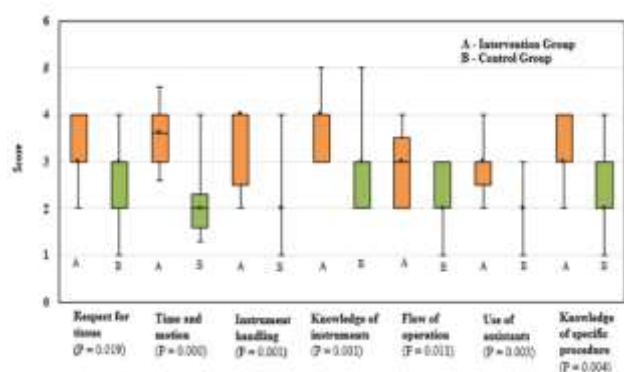 6
A - Intervention Group
B - Control Group
5
4
Score
3
2
1
0
A B A B A B A B A B A B A B
Respect for tissue (P = 0.019)
Time and motion (P = 0.000)
Instrument handling (P = 0.001)
Knowledge of instruments (P = 0.001)
Flow of operation (P = 0.011)
Use of assistants (P = 0.003)
Knowledge of specific procedure (P = 0.004)